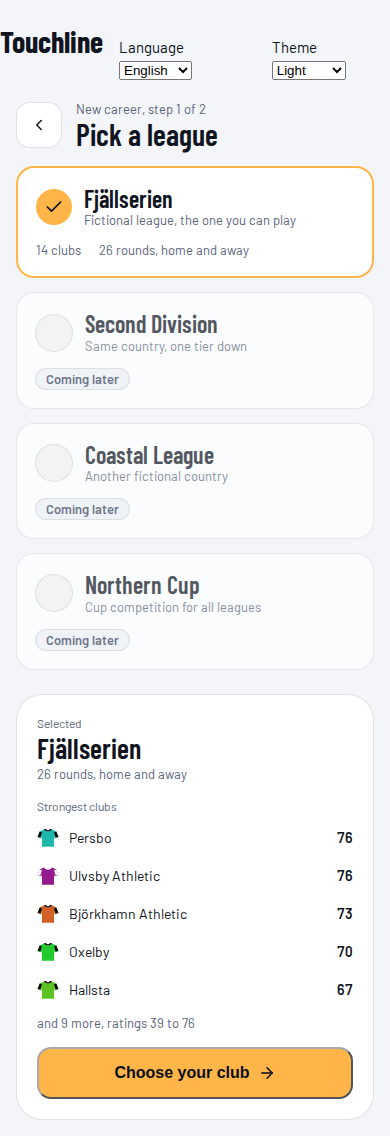 Touchline
Language
Theme
English
Light
New career, step 1 of 2
Pick a league
Fjällserien
Fictional league, the one you can play
14 clubs 26 rounds, home and away
Second Division
Same country, one tier down
Coming later
Coastal League
Another fictional country
Coming later
Northern Cup
Cup competition for all leagues
Coming later
Selected
Fjällserien
26 rounds, home and away
Strongest clubs
Persbo 76
Ulvsby Athletic 76
Björkhamn Athletic 73
Oxelby 70
Hallsta 67
and 9 more, ratings 39 to 76
Choose your club